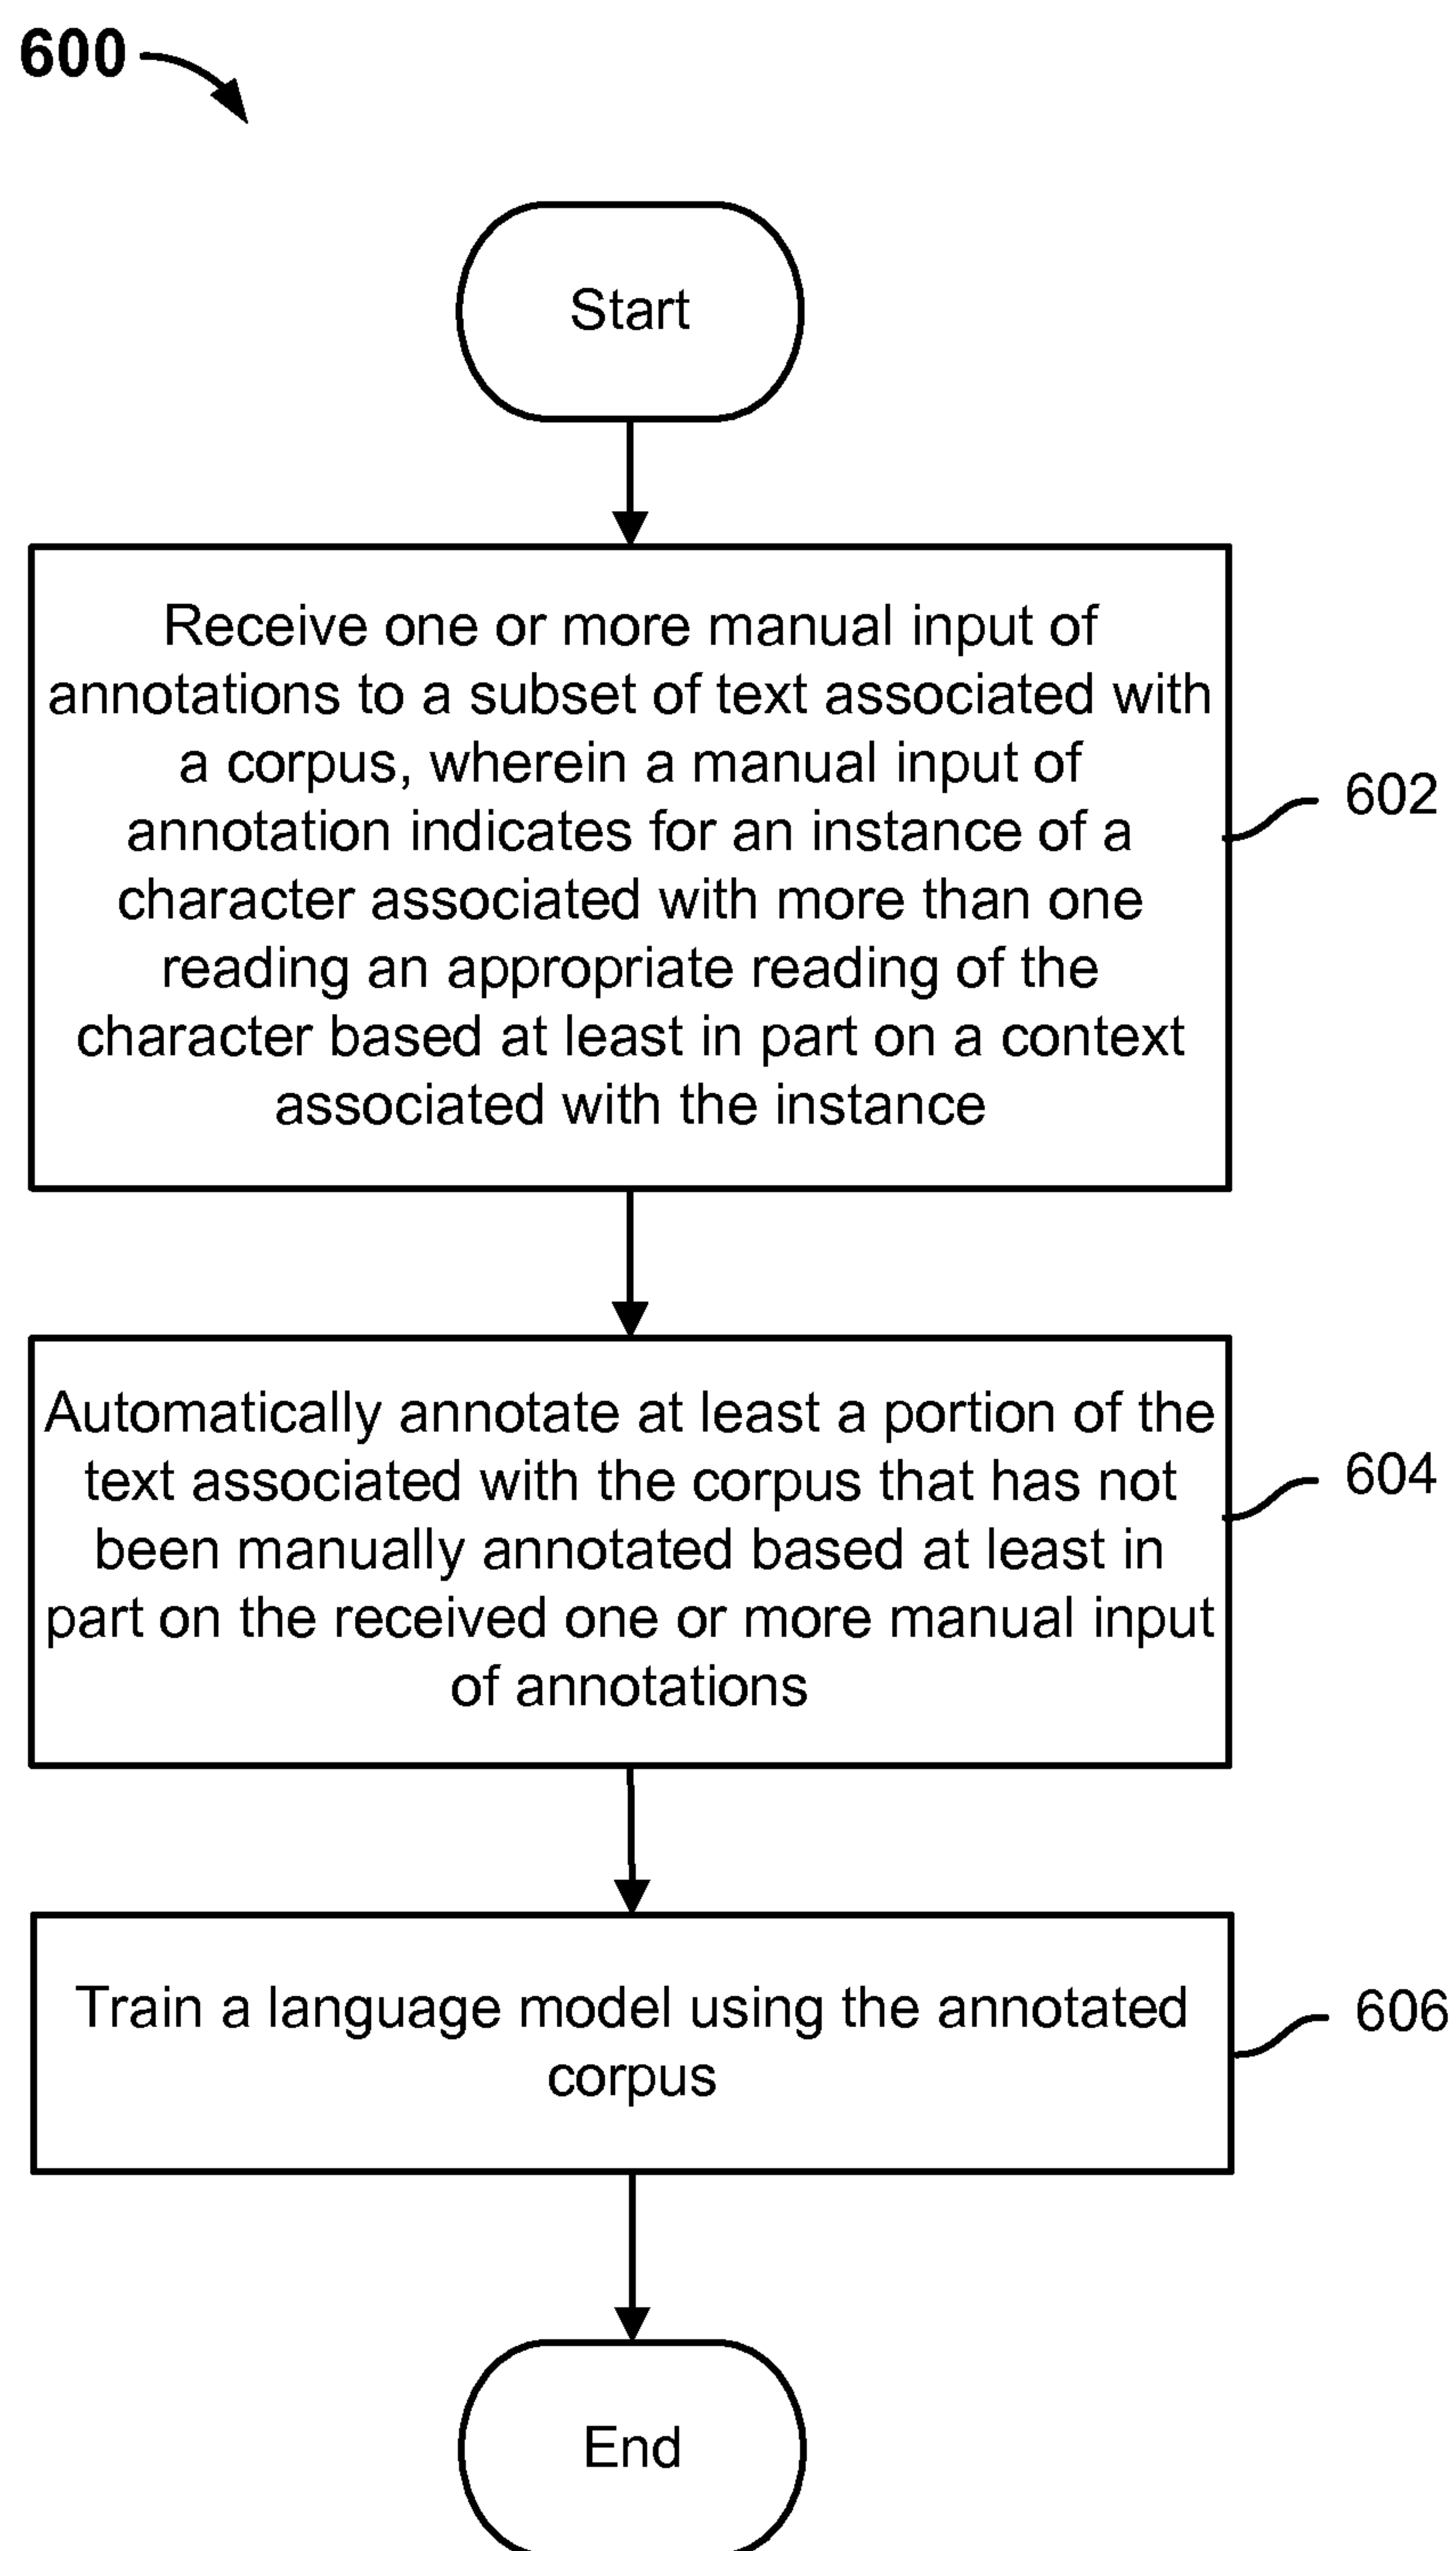 600
Start
Receive one or more manual input of
annotations to a subset of text associated with
a corpus, wherein a manual input of
annotation indicates for an instance of a
character associated with more than one
reading an appropriate reading of the
character based at least in part on a context
associated with the instance
602
Automatically annotate at least a portion of the
text associated with the corpus that has not
been manually annotated based at least in
part on the received one or more manual input
of annotations
604
Train a language model using the annotated
corpus
606
End